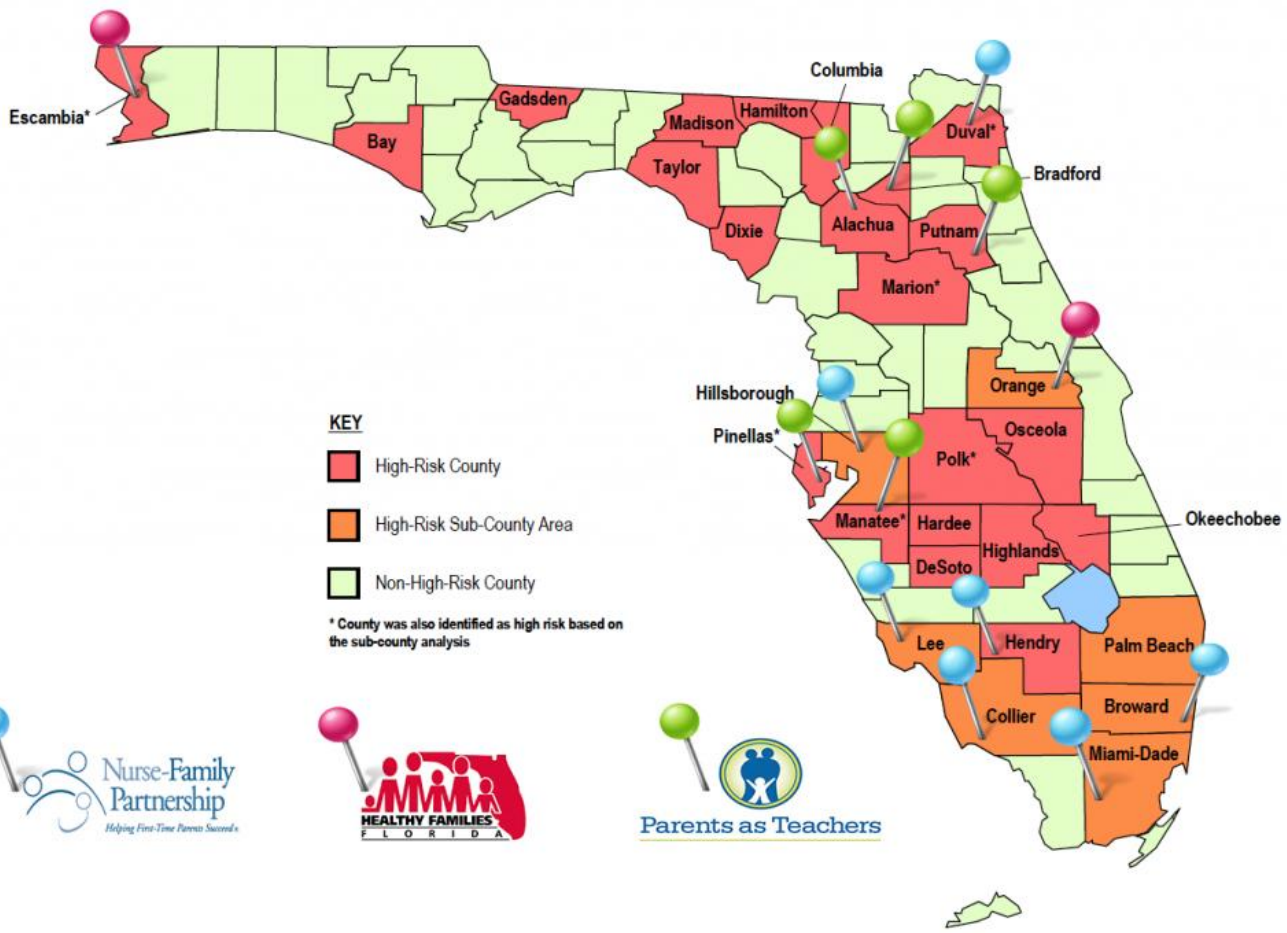 Columbia
Escambia*
Gadsden
Hamilton
Madison
Duval*
Bay
Taylor
Bradford
Dixie
Alachua
Putnam
Marion*
Orange
Hillsborough
Pinellas*
Osceola
Polk*
Manatee*
Hardee
Okeechobee
Highlands
DeSoto
Lee
Hendry
Palm Beach
Collier
Broward
Miami-Dade
KEY
High-Risk County
High-Risk Sub-County Area
Non-High-Risk County
* County was also identified as high risk based on
the sub-county analysis
Nurse-Family
Partnership
Helping First-Time Parents Succeed®
HEALTHY FAMILIES
FLORIDA
Parents as Teachers